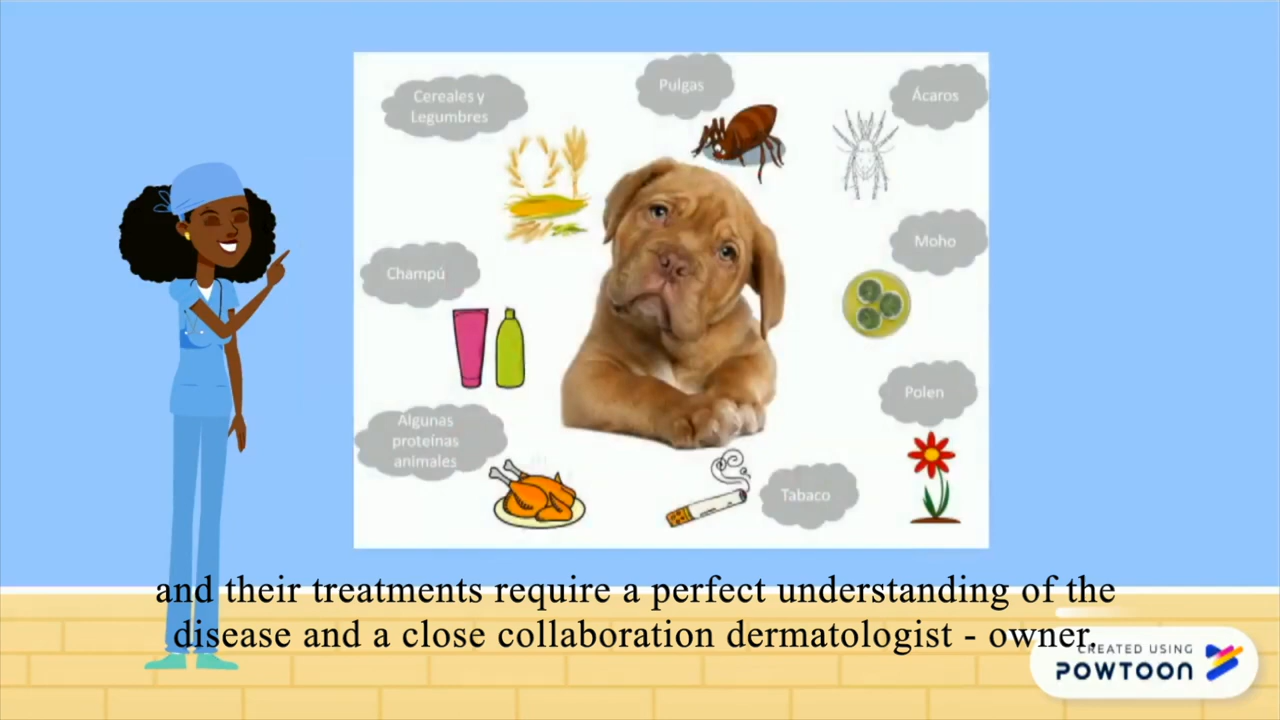 Cereales y
Legumbres
Pulgas
Ácaros
Champú
Moho
Algunas
proteínas
animales
Polen
Tabaco
and their treatments require a perfect understanding of the
disease and a close collaboration dermatologist - owner.
CREATED USING
POWTOON